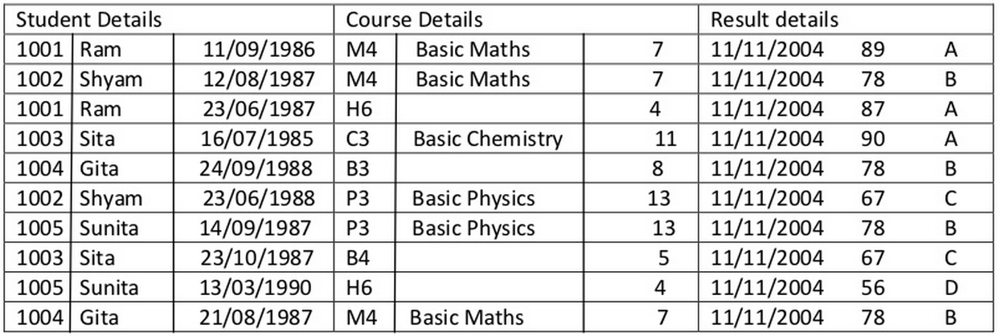 Student Details Course Details Result details
1001 Ram 11/09/1986 M4 Basic Maths 7 11/11/2004 89 A
1002 Shyam 12/08/1987 M4 Basic Maths 7 11/11/2004 78 B
1001 Ram 23/06/1987 H6 4 11/11/2004 87 A
1003 Sita 16/07/1985 C3 Basic Chemistry 11 11/11/2004 90 A
1004 Gita 24/09/1988 B3 8 11/11/2004 78 B
1002 Shyam 23/06/1988 P3 Basic Physics 13 11/11/2004 67 C
1005 Sunita 14/09/1987 P3 Basic Physics 13 11/11/2004 78 B
1003 Sita 23/10/1987 B4 5 11/11/2004 67 C
1005 Sunita 13/03/1990 H6 4 11/11/2004 56 D
1004 Gita 21/08/1987 M4 Basic Maths 7 11/11/2004 78 B